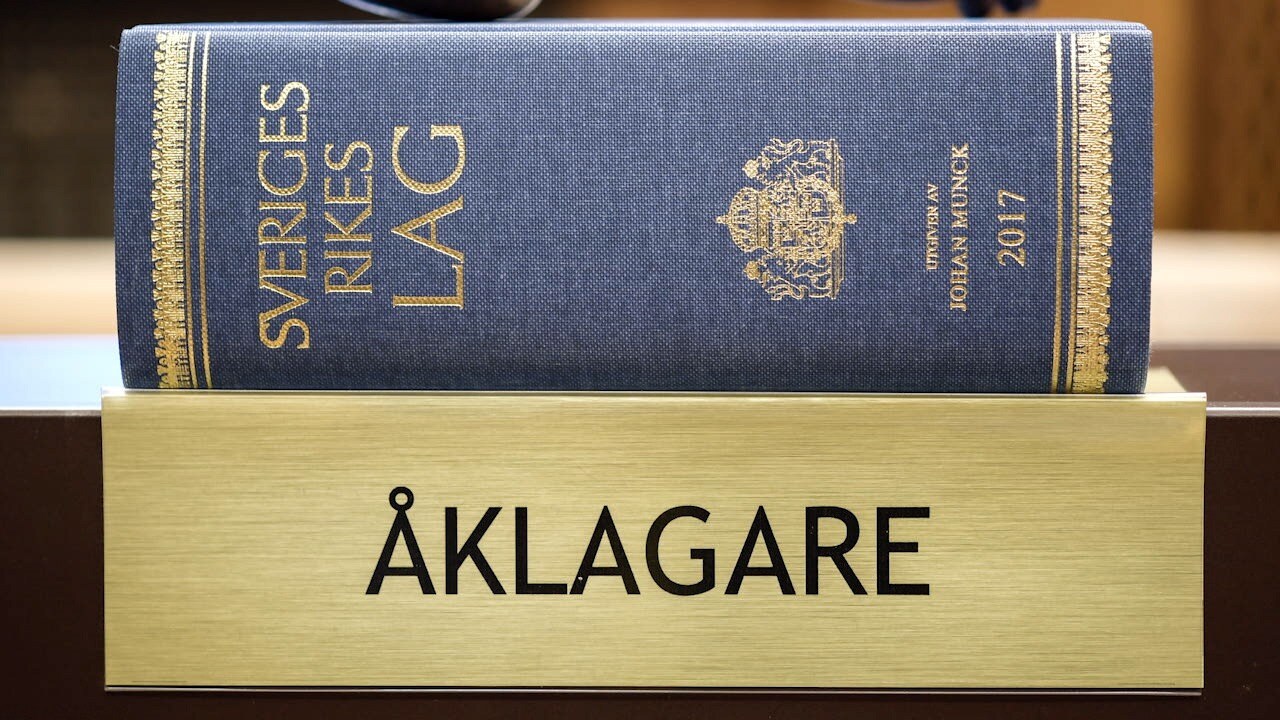 SVERIGES
RIKES
LAG
UTGIVEN AV
JOHAN MUNCK
2017
ÅKLAGARE